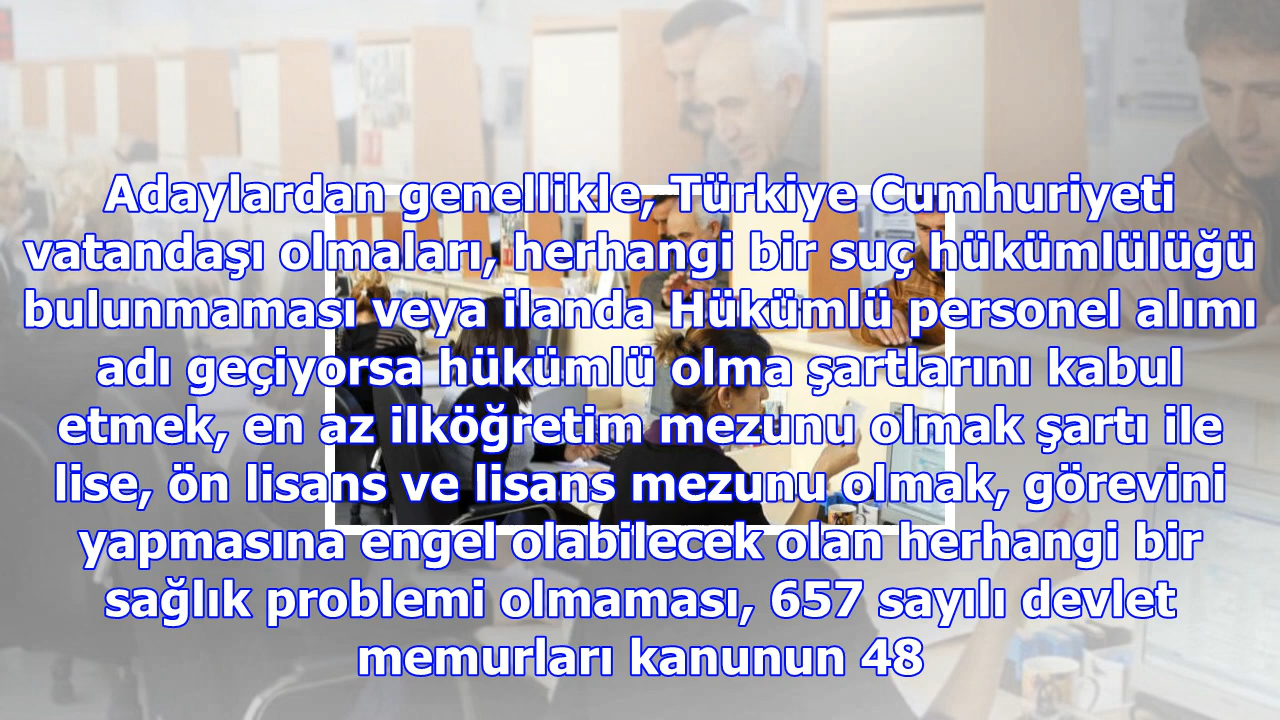 Adaylardan genellikle, Türkiye Cumhuriyeti
vatandaşı olmaları, herhangi bir suç hükümlülüğü
bulunmaması veya ilanda Hükümlü personel alımı
adı geçiyorsa hükümlü olma şartlarını kabul
etmek, en az ilköğretim mezunu olmak şartı ile
lise, ön lisans ve lisans mezunu olmak, görevini
yapmasına engel olabilecek olan herhangi bir
sağlık problemi olmaması, 657 sayılı devlet
memurları kanunun 48